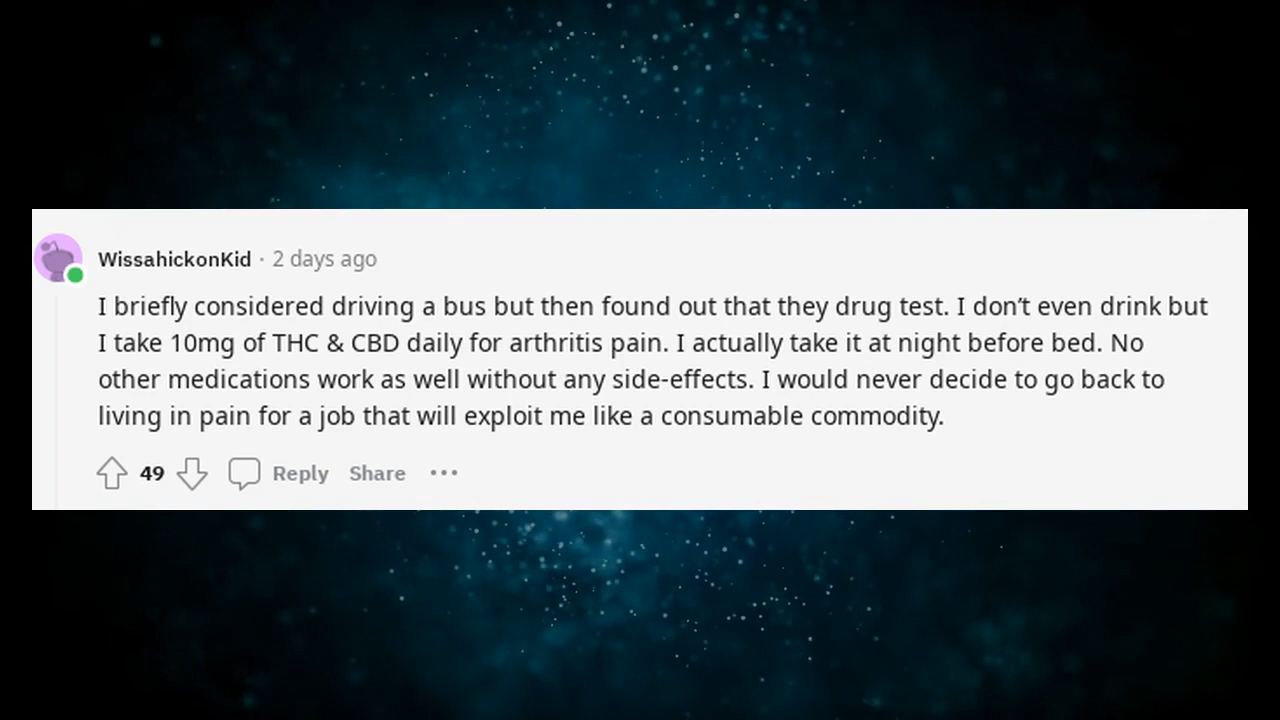 WissahickonKid · 2 days ago
I briefly considered driving a bus but then found out that they drug test. I don’t even drink but
I take 10mg of THC & CBD daily for arthritis pain. I actually take it at night before bed. No
other medications work as well without any side-effects. I would never decide to go back to
living in pain for a job that will exploit me like a consumable commodity.
49 Reply Share •••